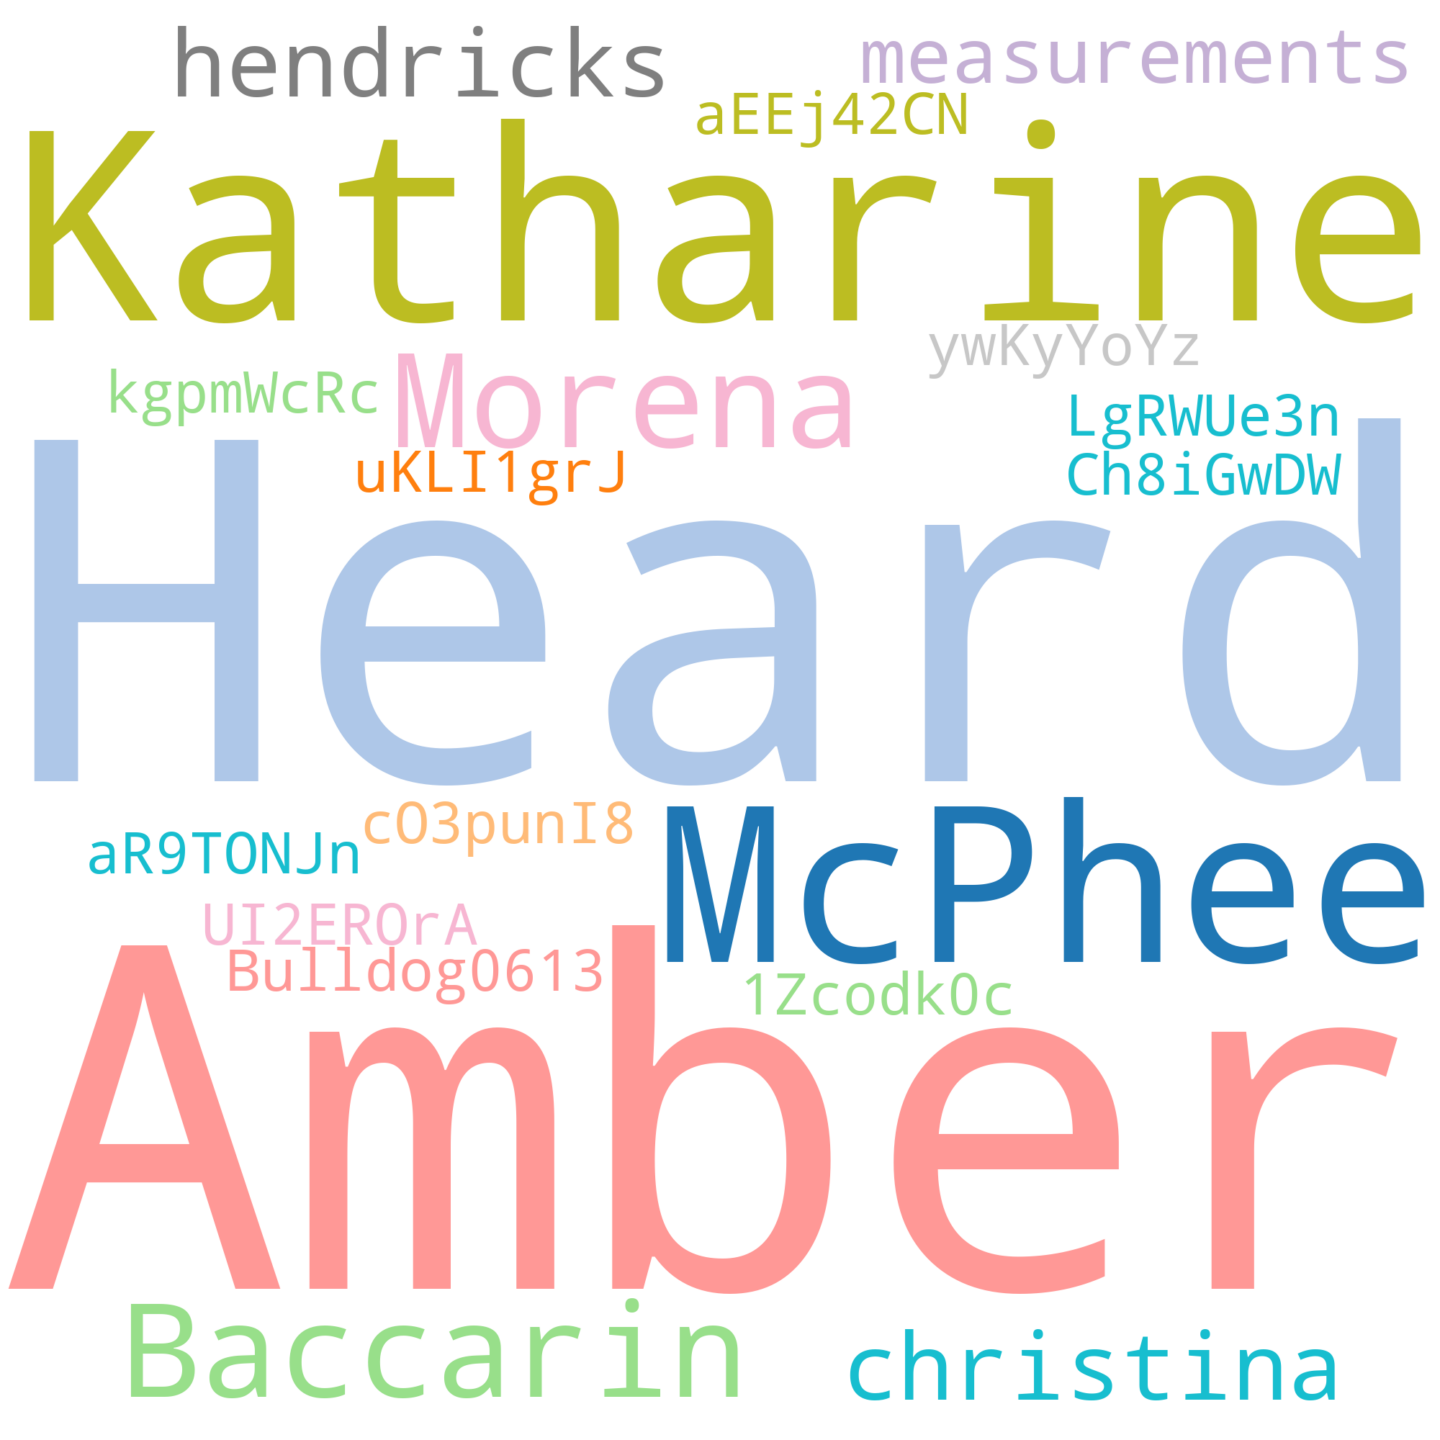 hendricks
measurements
aEEj42CN
Katharine
ywKyYoYz
kgpmWcRc
Morena
LgRWUe3n
uKLI1grJ
Ch8iGwDW
Heard
cO3punI8
aR9TONJn
McPhee
UI2EROrA
Bulldog0613
1Zcodk0c
Amber
Baccarin
christina